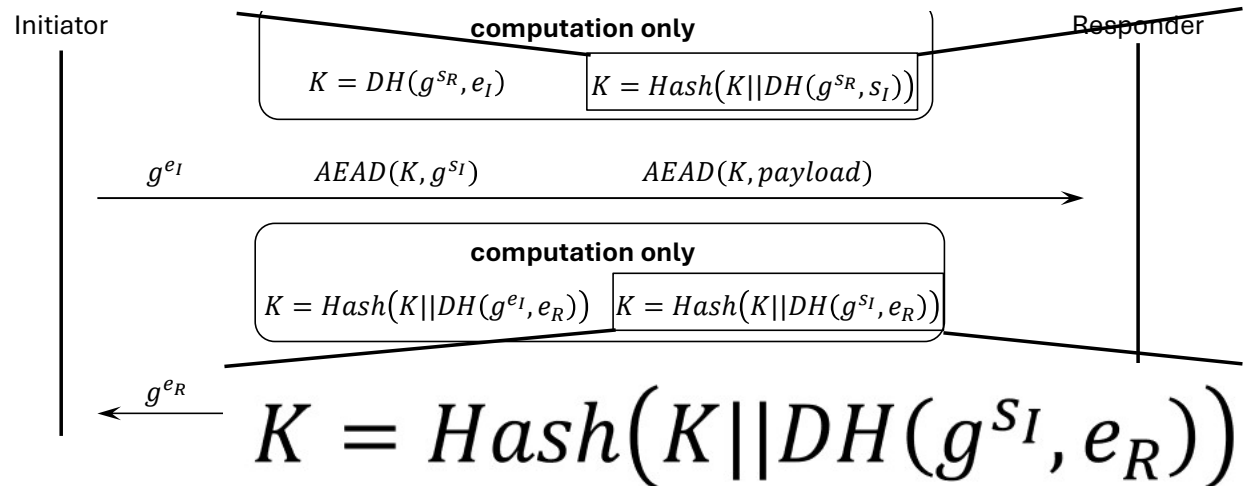 Initiator
computation only
Responder
K = DH(g^{s_R}, e_I)
K = Hash(K||DH(g^{s_R}, s_I))
g^{e_I}
AEAD(K, g^{s_I})
AEAD(K, payload)
computation only
K = Hash(K||DH(g^{e_I}, e_R))
K = Hash(K||DH(g^{s_I}, e_R))
g^{e_R}
K = Hash(K||DH(g^{s_I}, e_R))